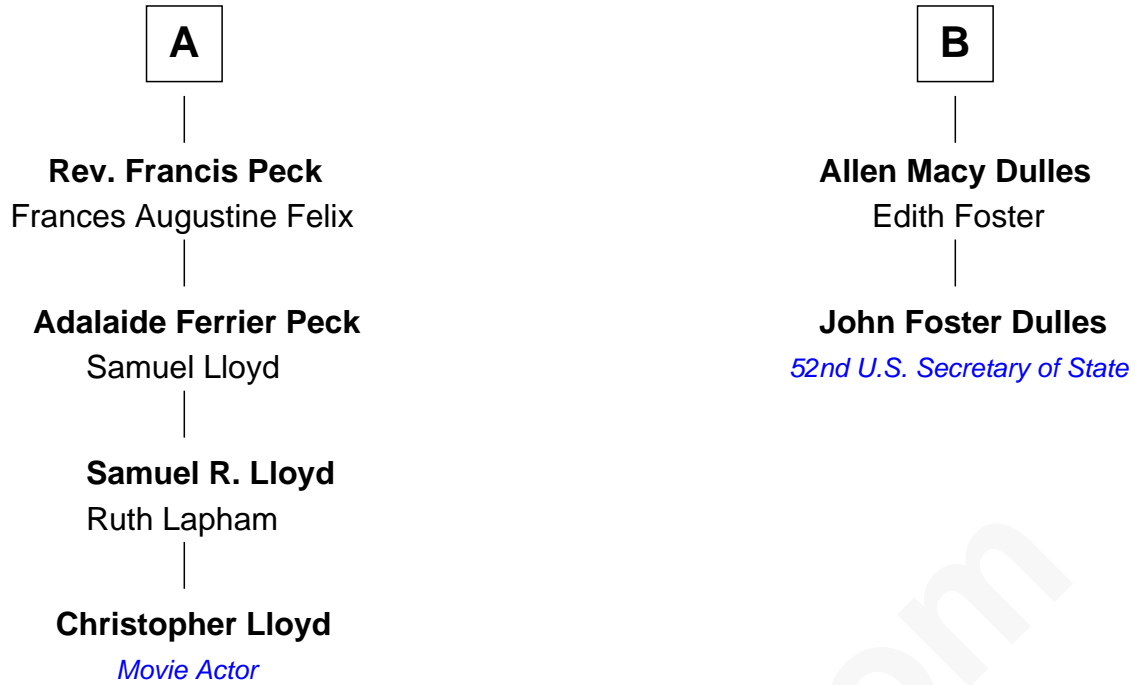 A
Rev. Francis Peck
Frances Augustine Felix
Adalaide Ferrier Peck
Samuel Lloyd
Samuel R. Lloyd
Ruth Lapham
Christopher Lloyd
Movie Actor
B
Allen Macy Dulles
Edith Foster
John Foster Dulles
52nd U.S. Secretary of State
om